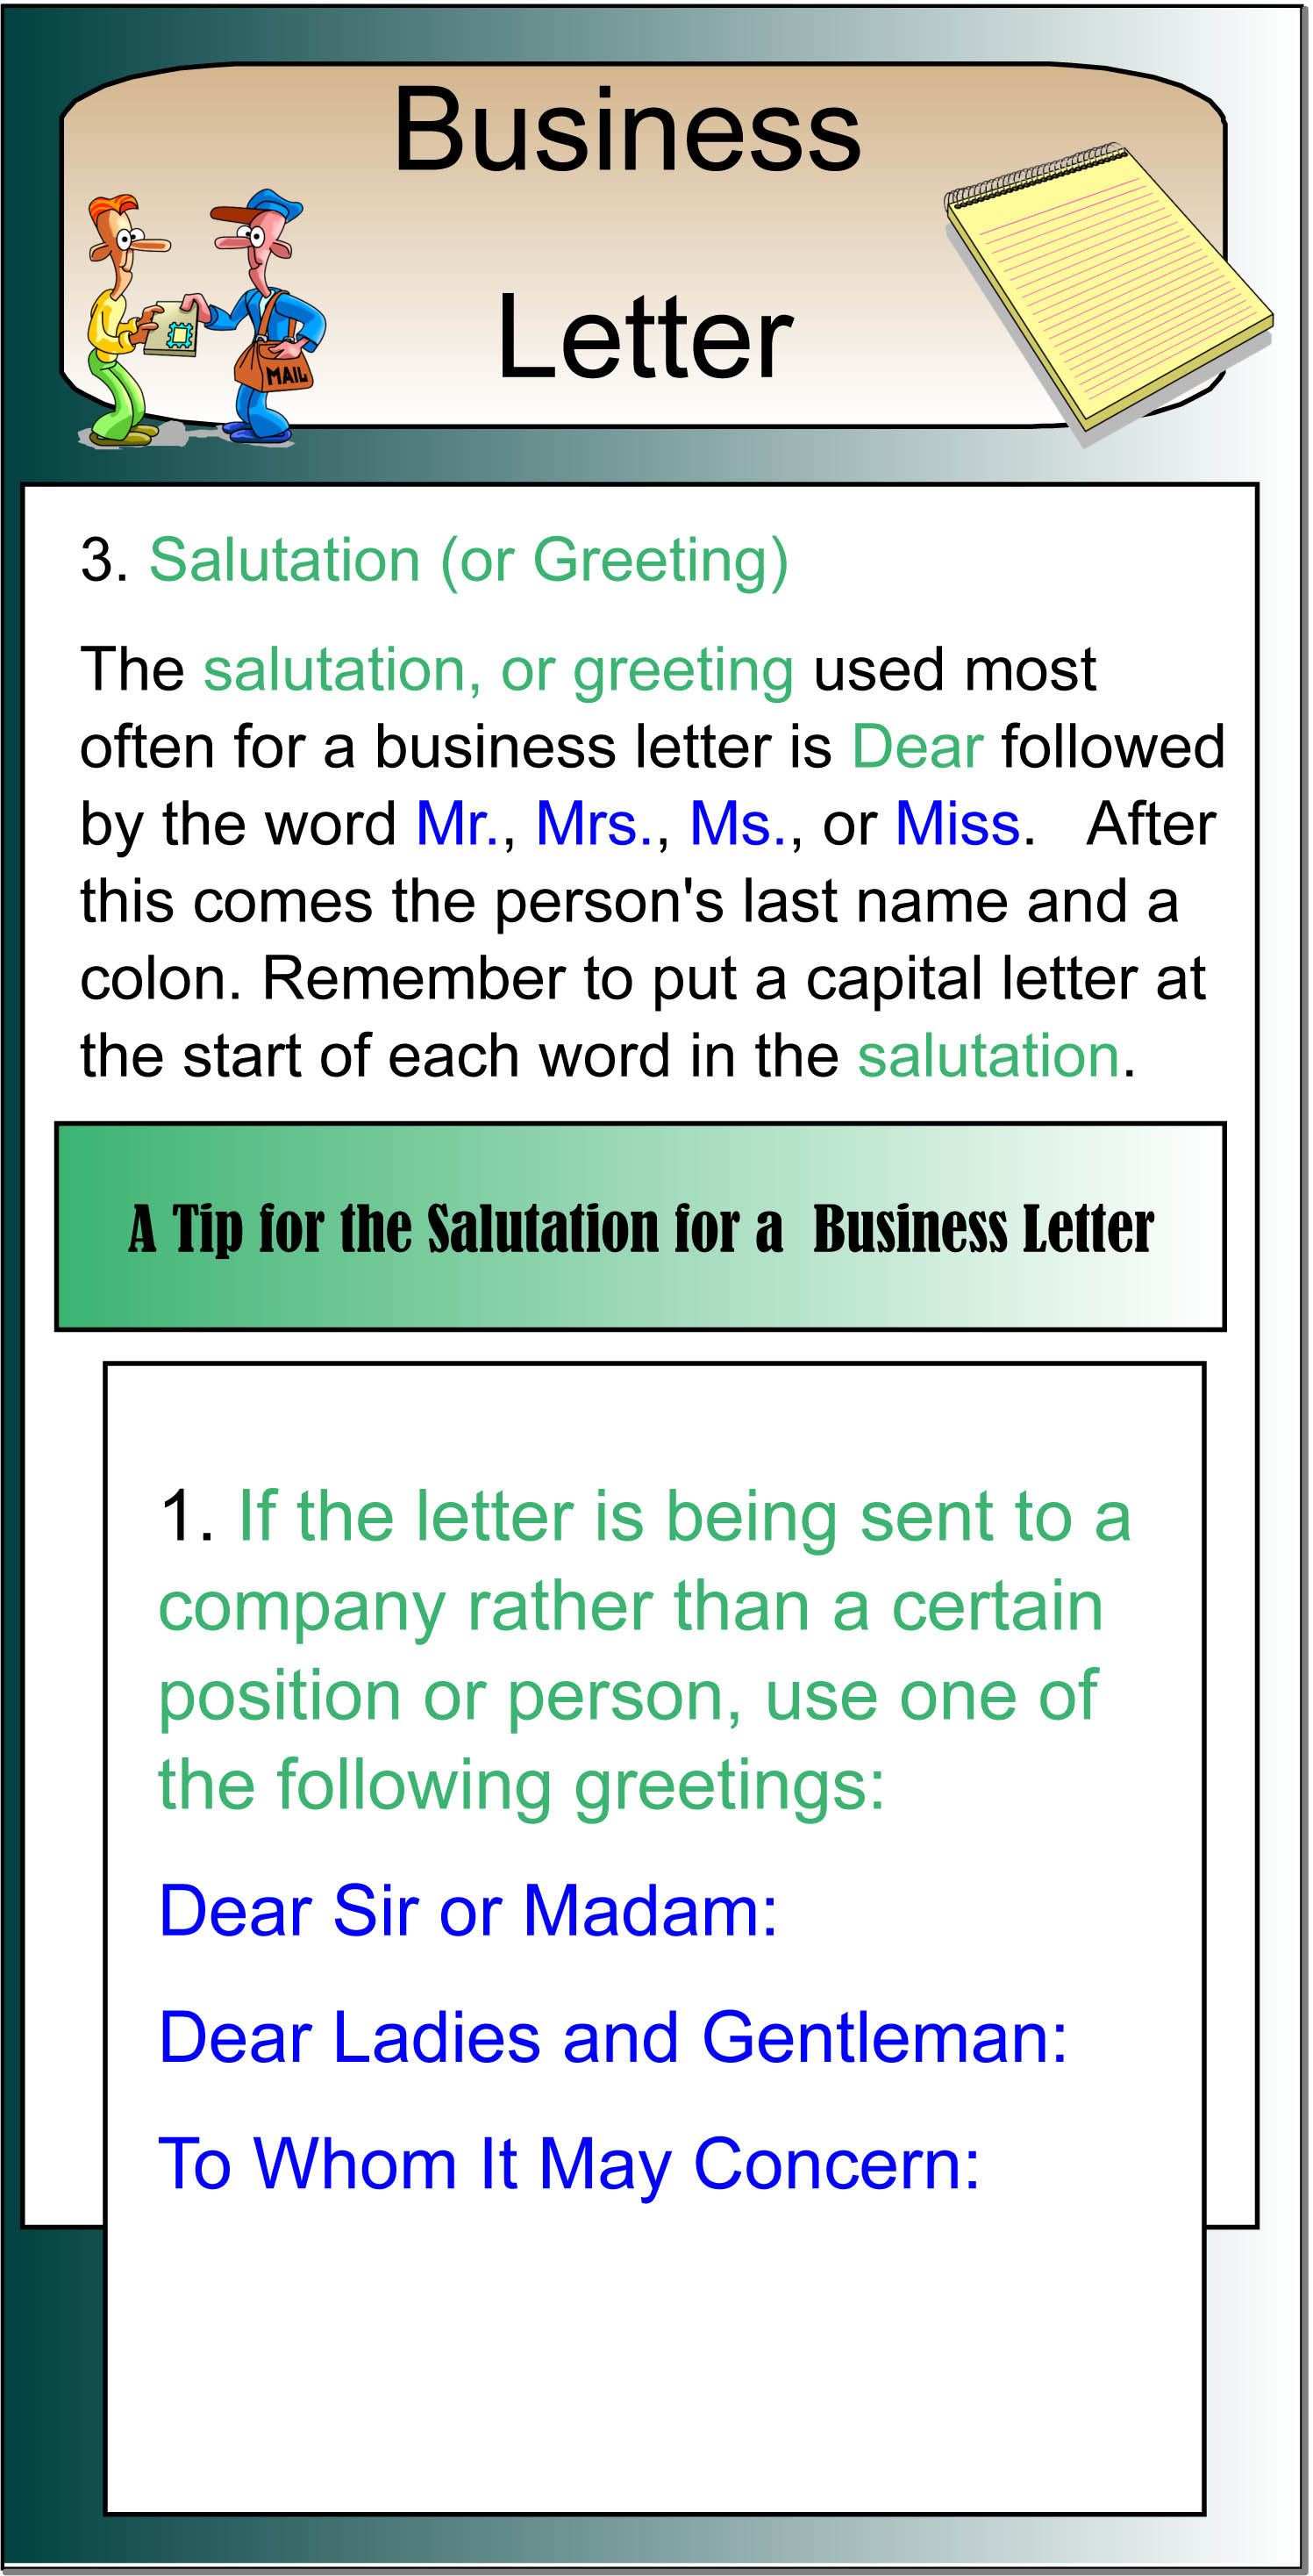 Business
Letter
MAIL
3. Salutation (or Greeting)
The salutation, or greeting used most
often for a business letter is Dear followed
by the word Mr., Mrs., Ms., or Miss.   After
this comes the person's last name and a
colon. Remember to put a capital letter at
the start of each word in the salutation.
A Tip for the Salutation for a  Business Letter
1. If the letter is being sent to a
company rather than a certain
position or person, use one of
the following greetings:
Dear Sir or Madam:
Dear Ladies and Gentleman:
To Whom It May Concern: